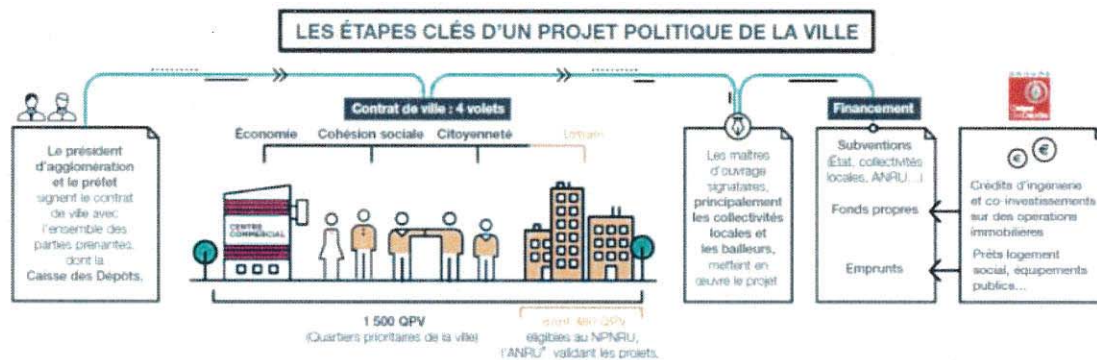 LES ÉTAPES CLÉS D'UN PROJET POLITIQUE DE LA VILLE
Le président
d'agglomération
et le préfet
signent le contrat
de ville avec
l'ensemble des
parties prenantes,
dont la
Caisse des Dépôts.
Contrat de ville : 4 volets
Économie
Cohésion sociale
Citoyenneté
Urbain
CENTRE
COMMERCIAL
1 500 QPV
(Quartiers prioritaires de la ville)
QPV
éligibles au NPNRU,
l'ANRU* validant les projets.
Les maîtres
d'ouvrage
signataires,
principalement
les collectivités
locales et
les bailleurs,
mettent en
œuvre le projet
Financement
Subventions
(État, collectivités
locales, ANRU...)
Fonds propres
Emprunts
GROUPE
Caisse
des Dépôts
Crédits d'ingénierie
et co-investissements
sur des opérations
immobilières
Prêts logement
social, équipements
publics...